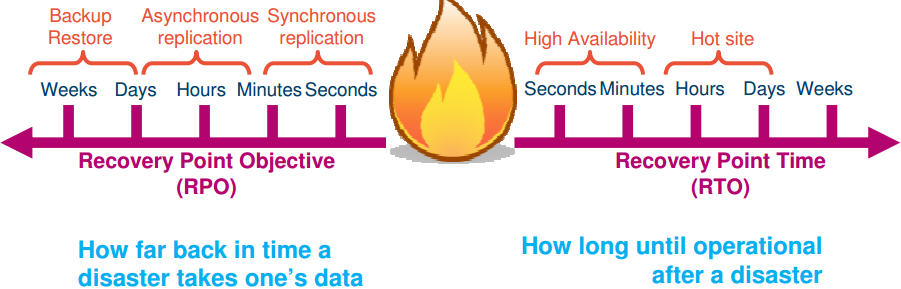 Backup
Restore
Asynchronous
replication
Synchronous
replication
High Availability
Hot site
Weeks Days Hours Minutes Seconds
Seconds Minutes Hours Days Weeks
Recovery Point Objective
(RPO)
Recovery Point Time
(RTO)
How far back in time a
disaster takes one's data
How long until operational
after a disaster